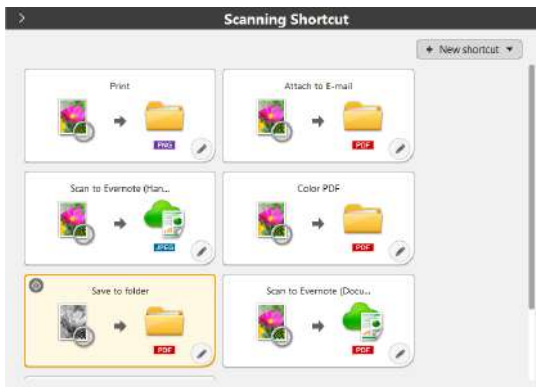 Scanning Shortcut
+ New shortcut
Print
Attach to E-mail
PNG
PDF
Scan to Evernote (Han...
Color PDF
JPEG
PDF
Save to folder
Scan to Evernote (Docu...
PDF
PDF